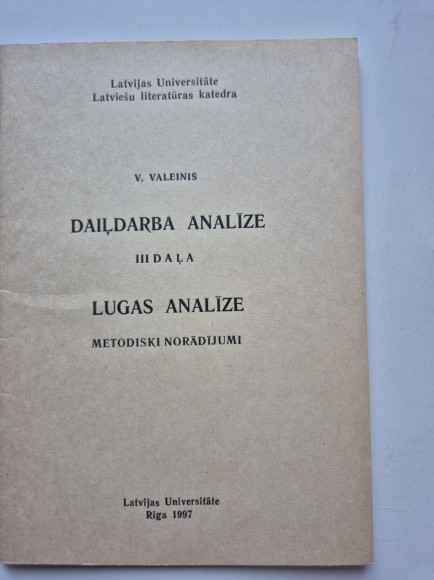 Latvijas Universitāte
Latviešu literatūras katedra
V. VALEINIS
DAIĻDARBA ANALĪZE
III DAĻA
LUGAS ANALĪZE
METODISKI NORĀDĪJUMI
Latvijas Universitāte
Rīga 1997